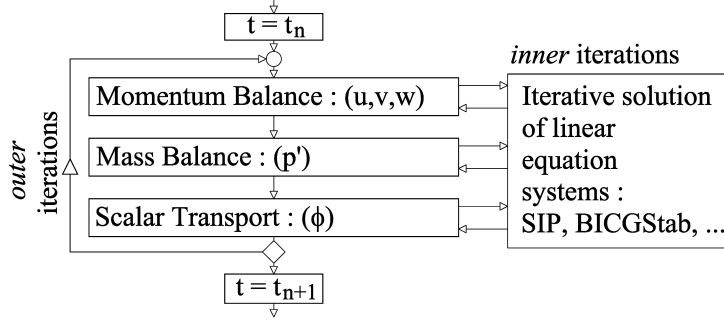 t = tn
inner iterations
outer
iterations
Momentum Balance : (u,v,w)
Mass Balance : (p')
Scalar Transport : (ϕ)
Iterative solution
of linear
equation
systems :
SIP, BICGStab, ...
t = tn+1